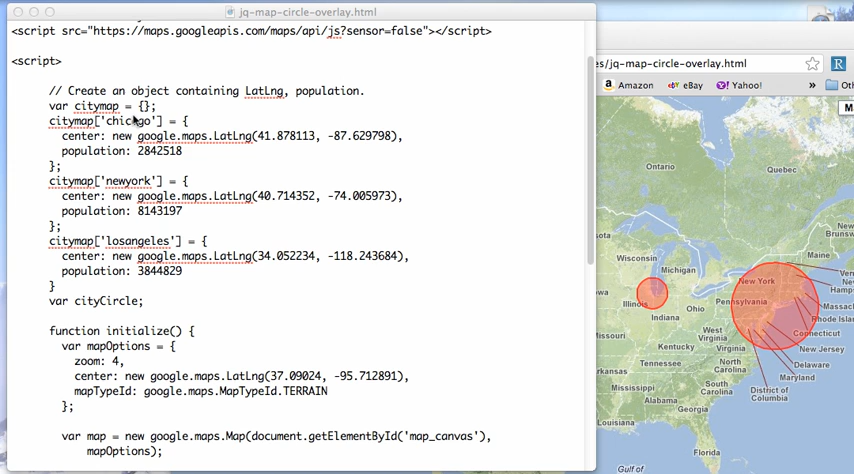 jq-map-circle-overlay.html
<script src="https://maps.googleapis.com/maps/api/js?sensor=false"></script>
<script>
// Create an object containing LatLng, population.
var citymap = {};
citymap['chicago'] = {
center: new google.maps.LatLng(41.878113, -87.629798),
population: 2842518
};
citymap['newyork'] = {
center: new google.maps.LatLng(40.714352, -74.005973),
population: 8143197
};
citymap['losangeles'] = {
center: new google.maps.LatLng(34.052234, -118.243684),
population: 3844829
}
var cityCircle;
function initialize() {
var mapOptions = {
zoom: 4,
center: new google.maps.LatLng(37.09024, -95.712891),
mapTypeId: google.maps.MapTypeId.TERRAIN
};
var map = new google.maps.Map(document.getElementById('map_canvas'),
mapOptions);
es/jq-map-circle-overlay.html
R
Amazon
ebY eBay
Yahoo!
»
Oth
M
Ontario
Quebec
New
Brunsw
Maine
Wisconsin
Michigan
New York
Illinois
Pennsylvania
Indiana
West
Virginia
Connecticut
New Jersey
Kentucky
Virginia
Delaware
Maryland
Tennessee
North
Carolina
District of
Columbia
Mississippi
South
Carolina
Alabama
Georgia
Louisiana
Florida
Gulf of